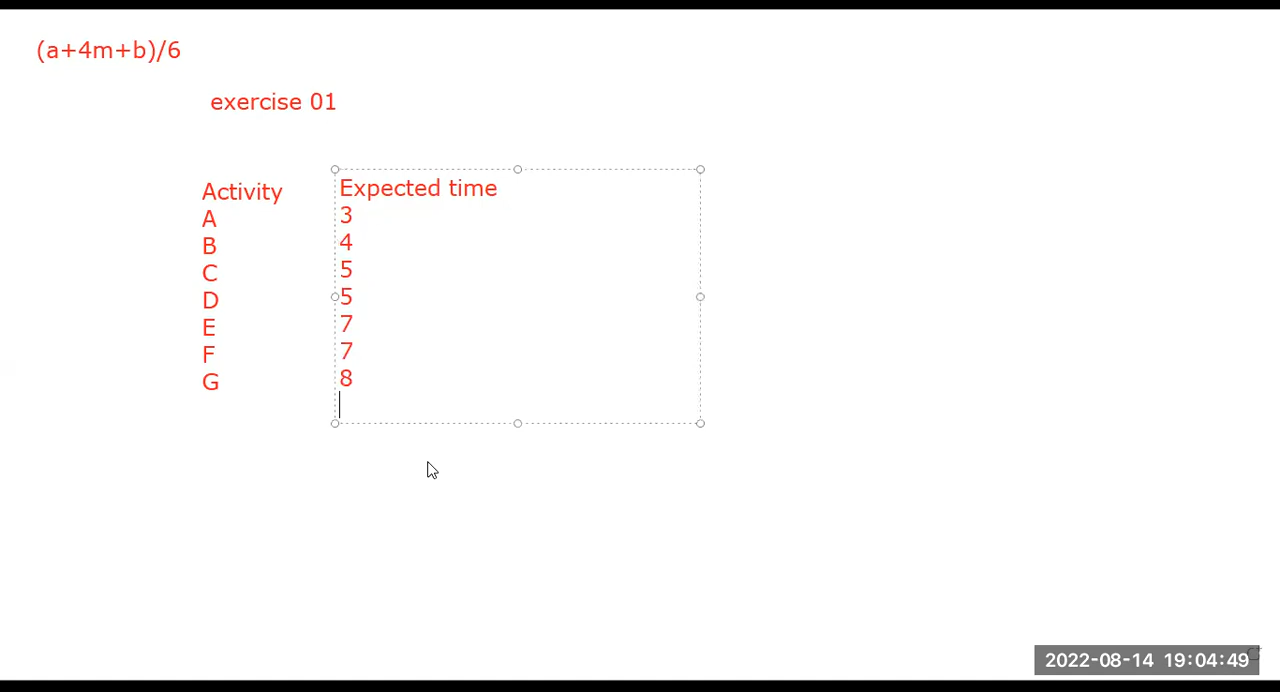 (a+4m+b)/6
exercise 01
Activity Expected time
A 3
B 4
C 5
D 5
E 7
F 7
G 8
2022-08-14 19:04:49